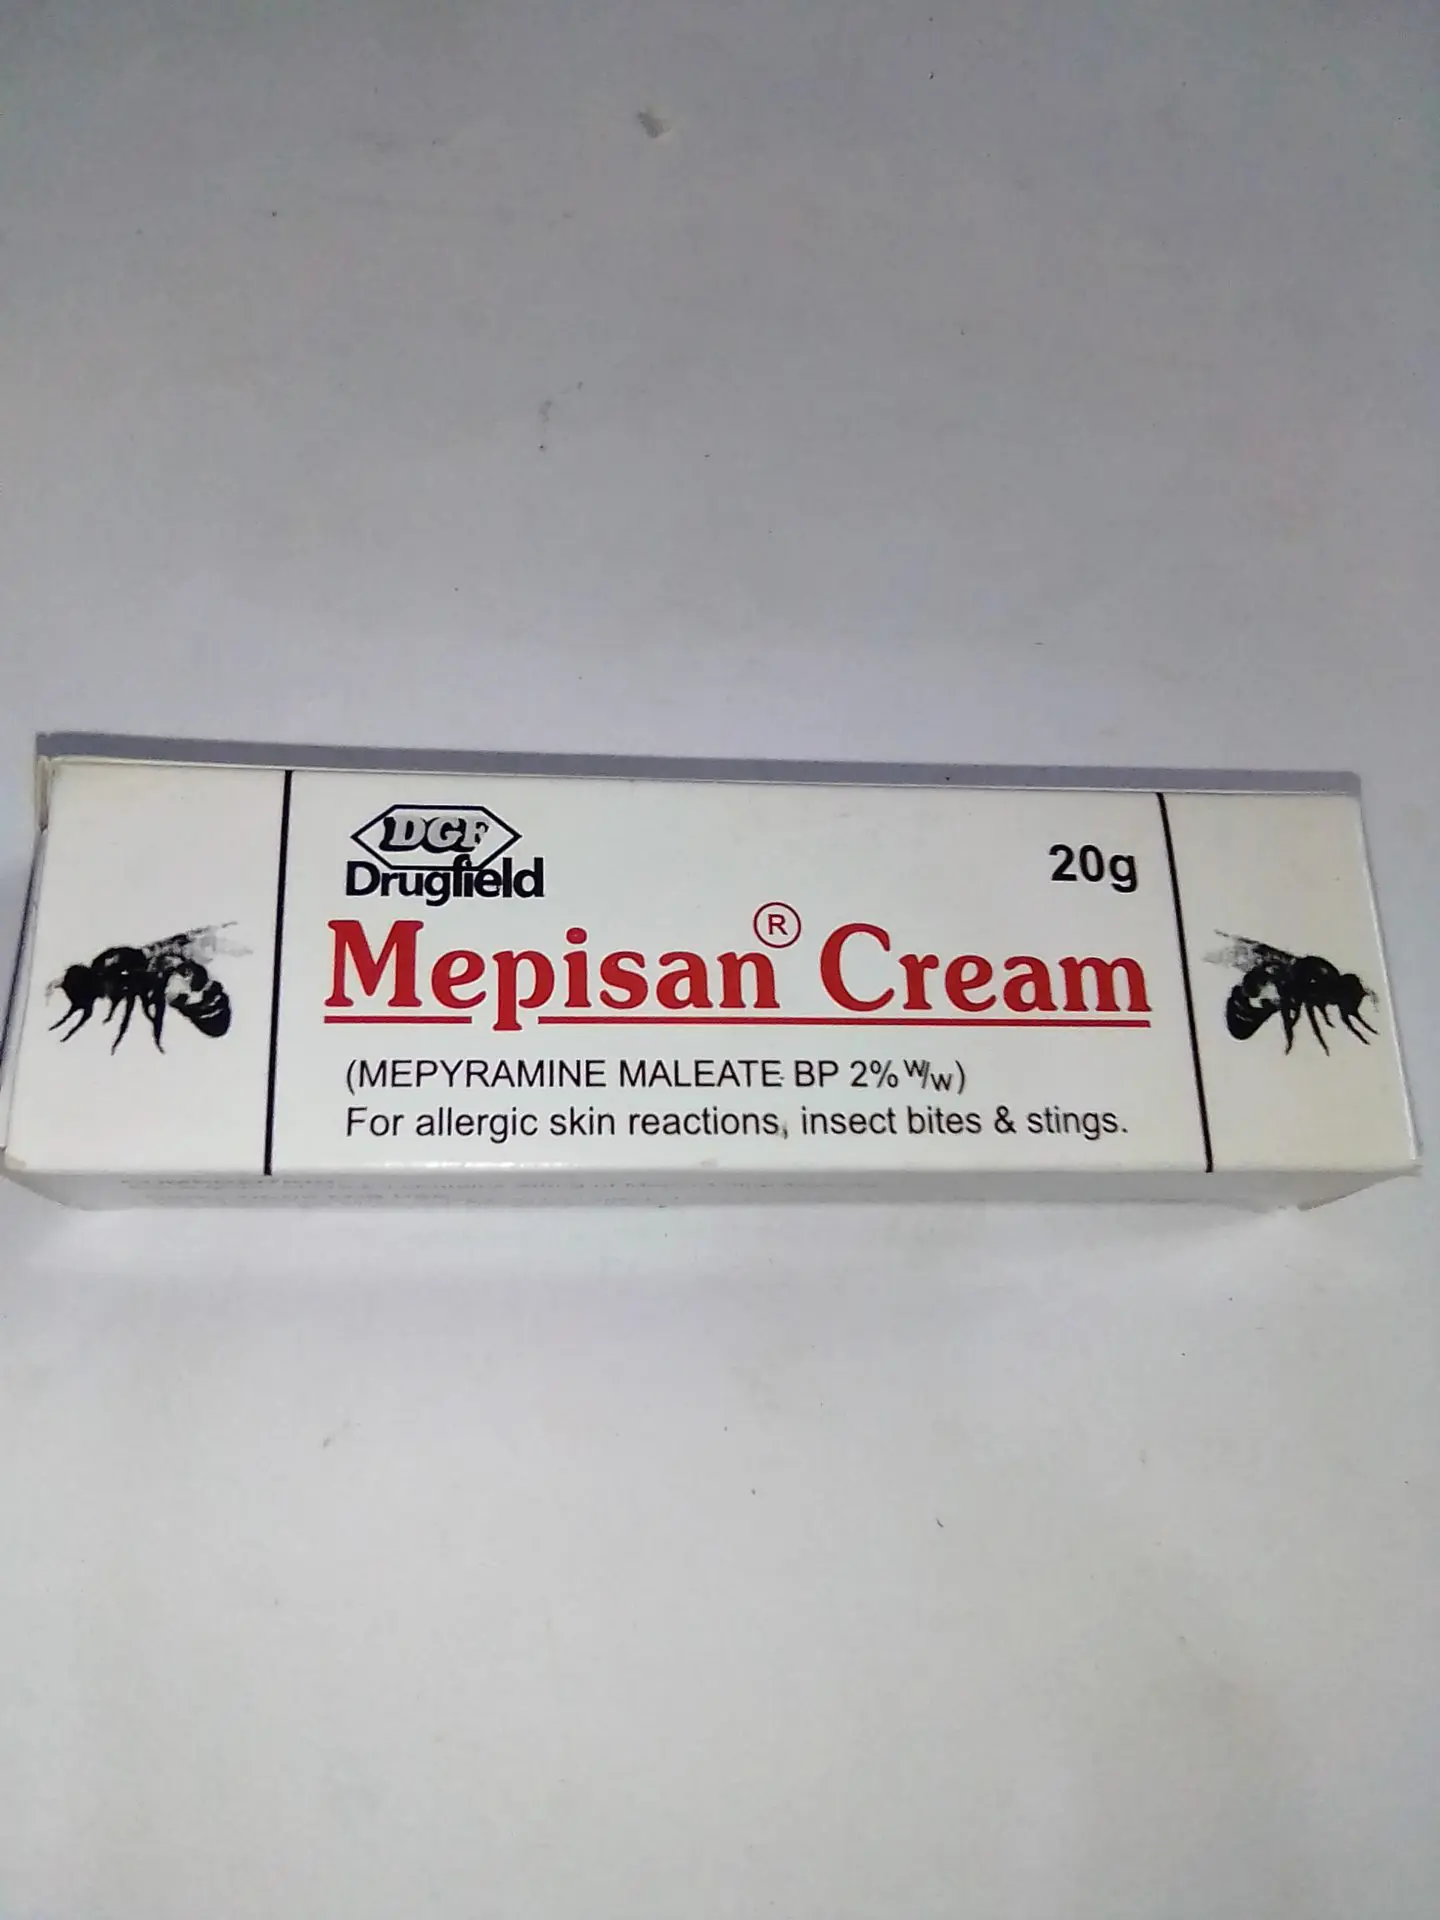 DGF
Drugfield
20g
Mepisan® Cream
(MEPYRAMINE MALEATE BP 2% W/W)
For allergic skin reactions, insect bites & stings.